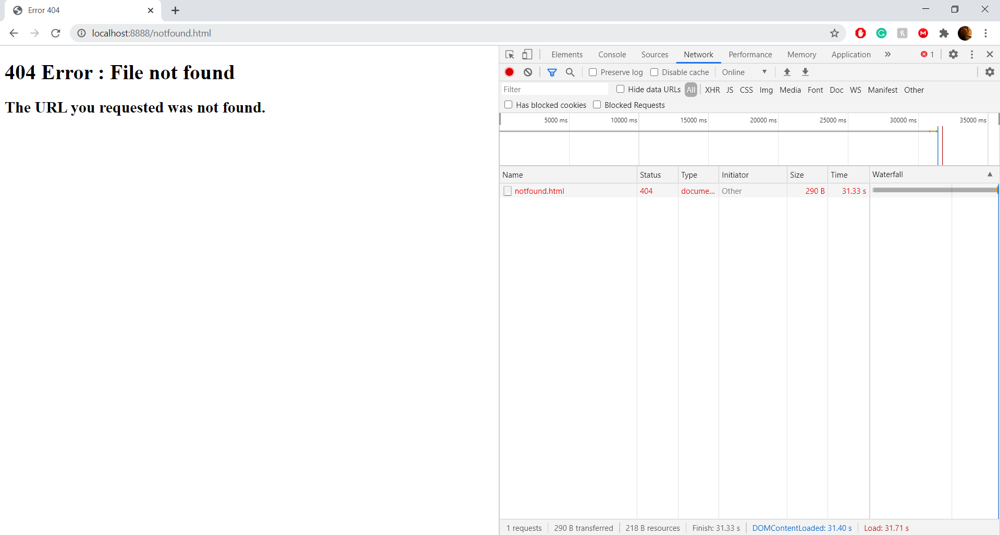 Error 404
localhost:8888/notfound.html
404 Error : File not found
The URL you requested was not found.
Elements Console Sources Network Performance Memory Application » 1
Preserve log Disable cache Online
Filter Hide data URLs All XHR JS CSS Img Media Font Doc WS Manifest Other
Has blocked cookies Blocked Requests
5000 ms 10000 ms 15000 ms 20000 ms 25000 ms 30000 ms 35000 ms
Name Status Type Initiator Size Time Waterfall
notfound.html 404 docume... Other 290 B 31.33 s
1 requests 290 B transferred 218 B resources Finish: 31.33 s DOMContentLoaded: 31.40 s Load: 31.71 s